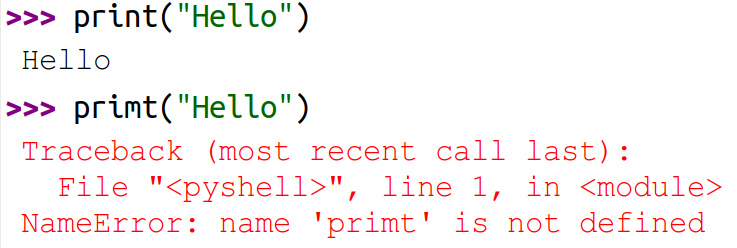 >>> print("Hello")
Hello
>>> primt("Hello")
Traceback (most recent call last):
  File "<pyshell>", line 1, in <module>
NameError: name 'primt' is not defined